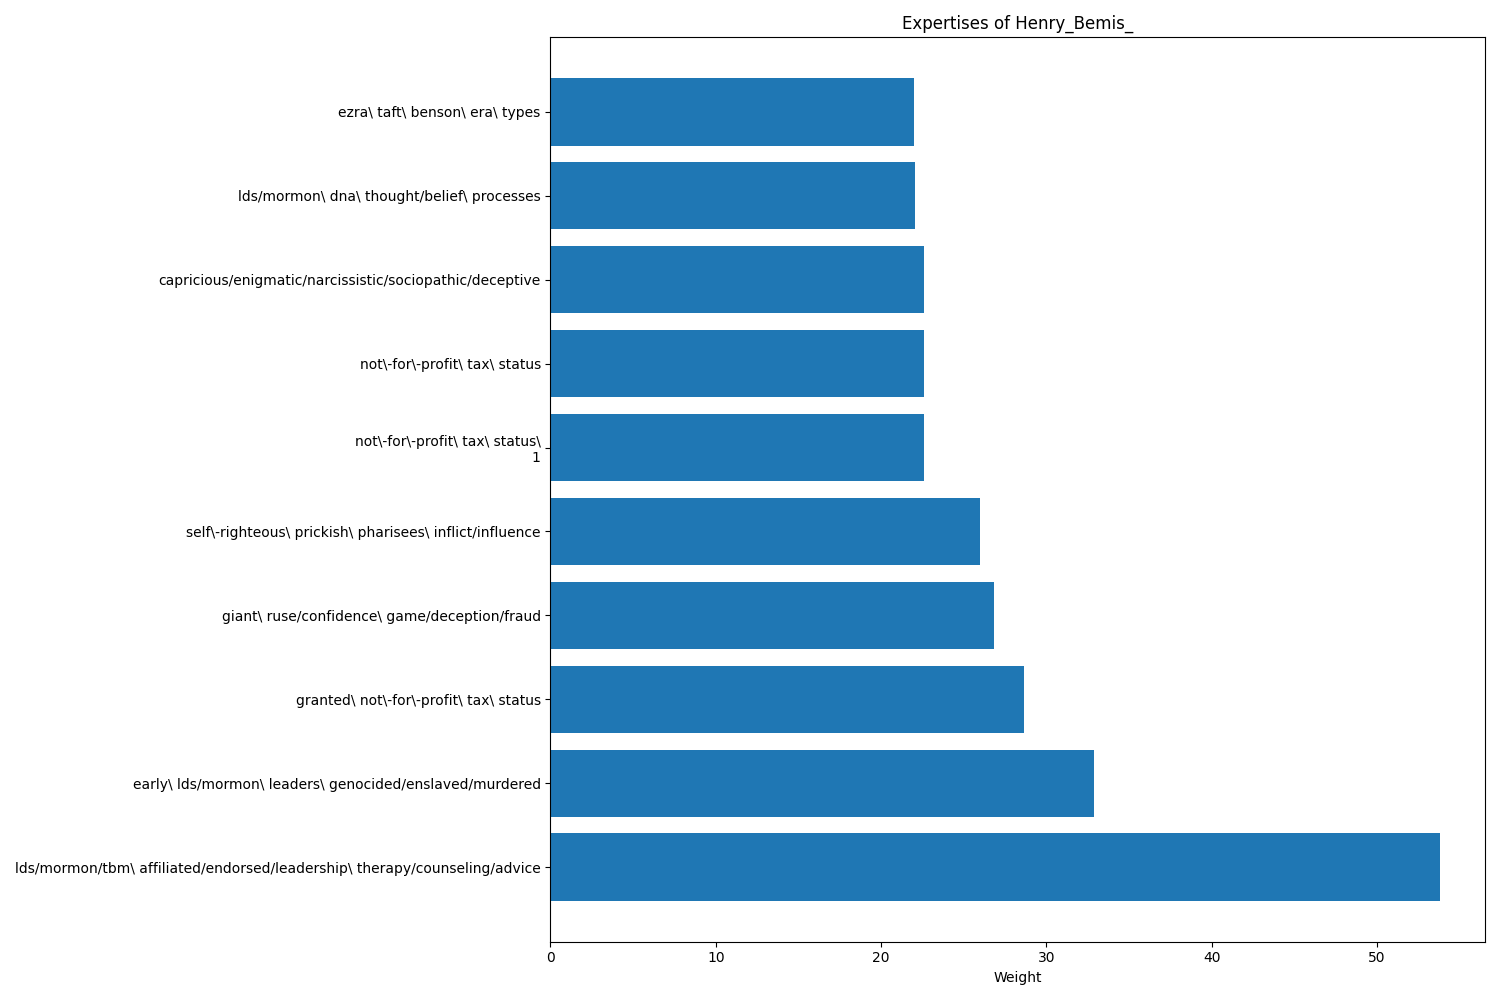 Expertises of Henry_Bemis_
ezra\ taft\ benson\ era\ types
lds/mormon\ dna\ thought/belief\ processes
capricious/enigmatic/narcissistic/sociopathic/deceptive
not\-for\-profit\ tax\ status
not\-for\-profit\ tax\ status\
1
self\-righteous\ prickish\ pharisees\ inflict/influence
giant\ ruse/confidence\ game/deception/fraud
granted\ not\-for\-profit\ tax\ status
early\ lds/mormon\ leaders\ genocided/enslaved/murdered
lds/mormon/tbm\ affiliated/endorsed/leadership\ therapy/counseling/advice
0 10 20 30 40 50
Weight